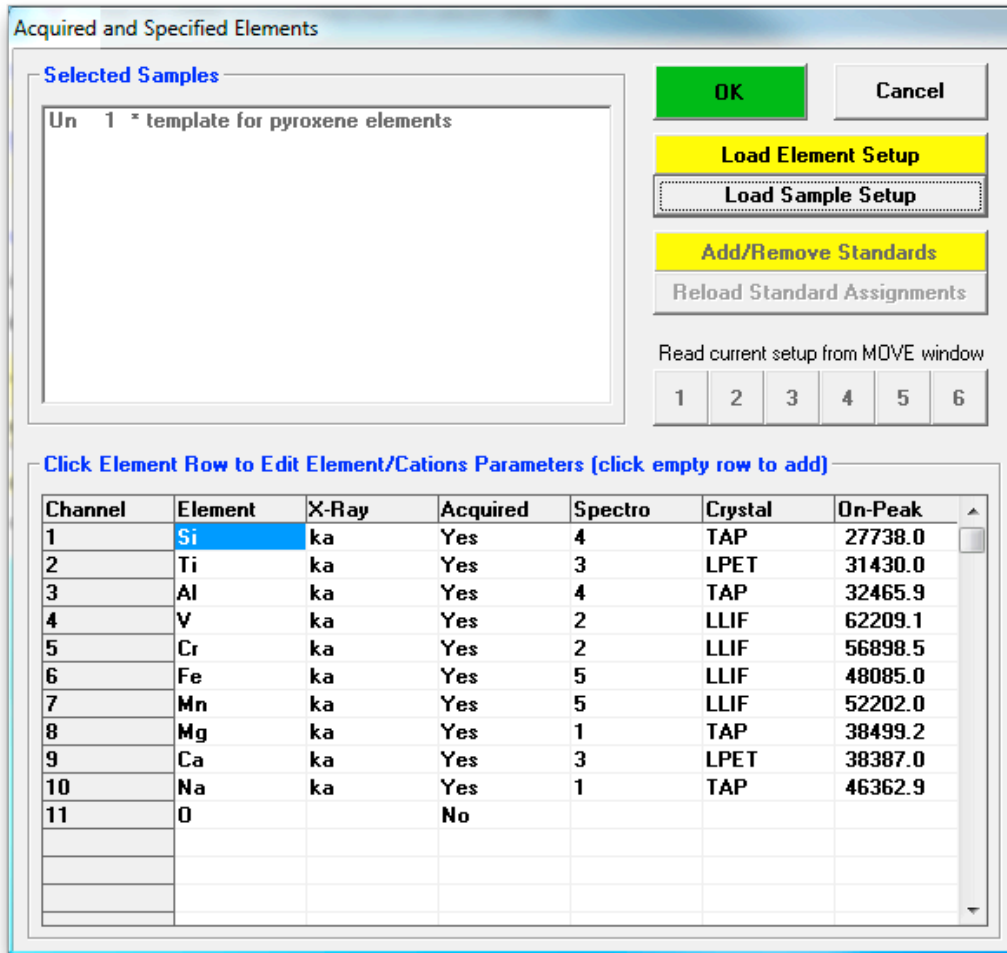 Acquired and Specified Elements
Selected Samples
Un 1 * template for pyroxene elements
OK
Cancel
Load Element Setup
Load Sample Setup
Add/Remove Standards
Reload Standard Assignments
Read current setup from MOVE window
1 2 3 4 5 6
Click Element Row to Edit Element/Cations Parameters (click empty row to add)
Channel Element X-Ray Acquired Spectro Crystal On-Peak
1 Si ka Yes 4 TAP 27738.0
2 Ti ka Yes 3 LPET 31430.0
3 Al ka Yes 4 TAP 32465.9
4 V ka Yes 2 LLIF 62209.1
5 Cr ka Yes 2 LLIF 56898.5
6 Fe ka Yes 5 LLIF 48085.0
7 Mn ka Yes 5 LLIF 52202.0
8 Mg ka Yes 1 TAP 38499.2
9 Ca ka Yes 3 LPET 38387.0
10 Na ka Yes 1 TAP 46362.9
11 O No